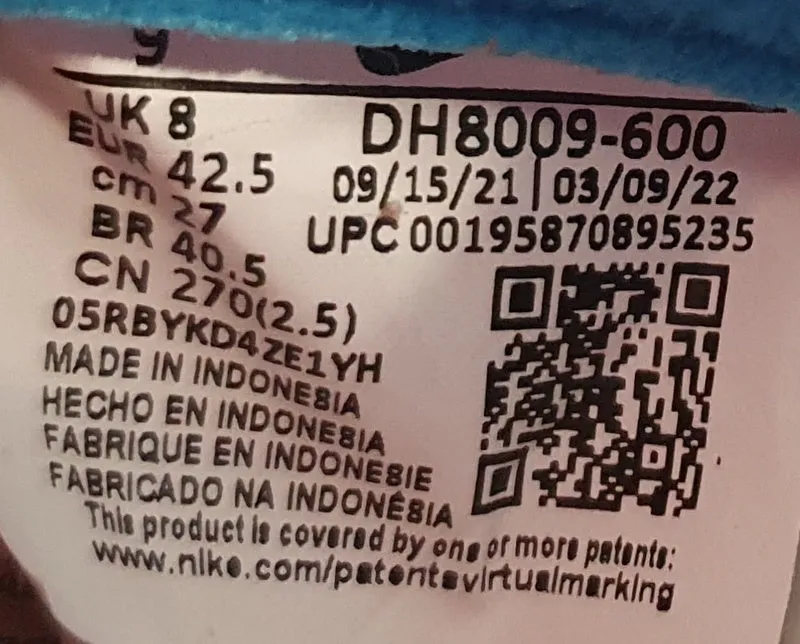 UK 8
EUR 42.5
cm 27
BR 40.5
CN 270(2.5)
05RBYKD4ZE1YH
DH8009-600
09/15/21 | 03/09/22
UPC 00195870895235
MADE IN INDONESIA
HECHO EN INDONESIA
FABRIQUE EN INDONESIE
FABRICADO NA INDONÉSIA
This product is covered by one or more patents:
www.nike.com/patentsvirtualmarking